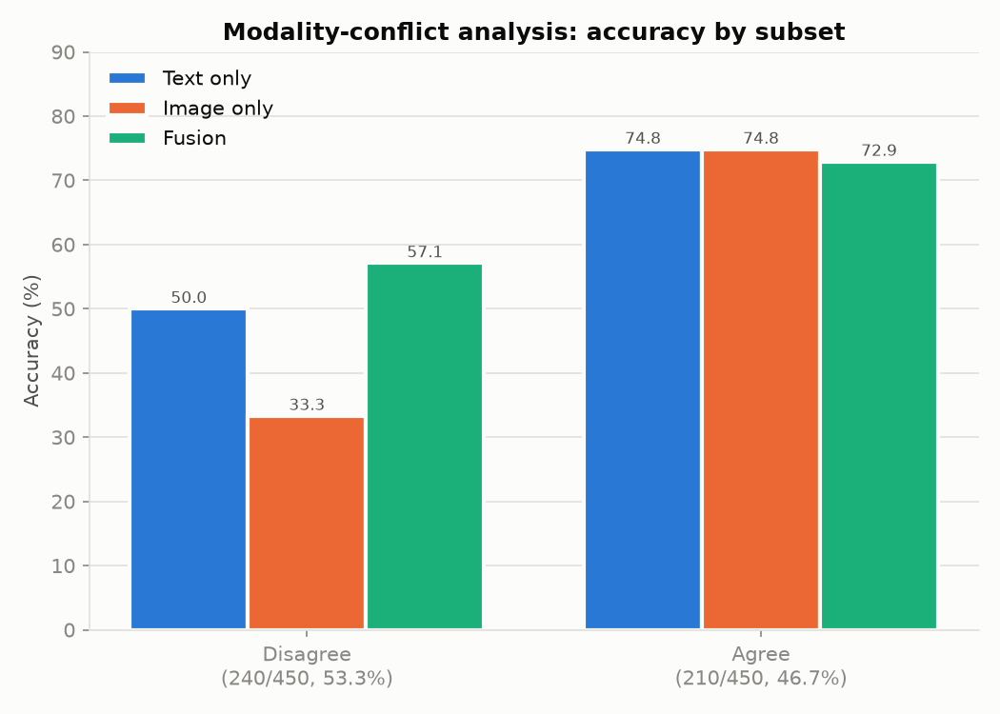 Modality-conflict analysis: accuracy by subset
Text only
Image only
Fusion
Accuracy (%)
90
80
70
60
50
40
30
20
10
0
50.0
33.3
57.1
74.8
74.8
72.9
Disagree
(240/450, 53.3%)
Agree
(210/450, 46.7%)